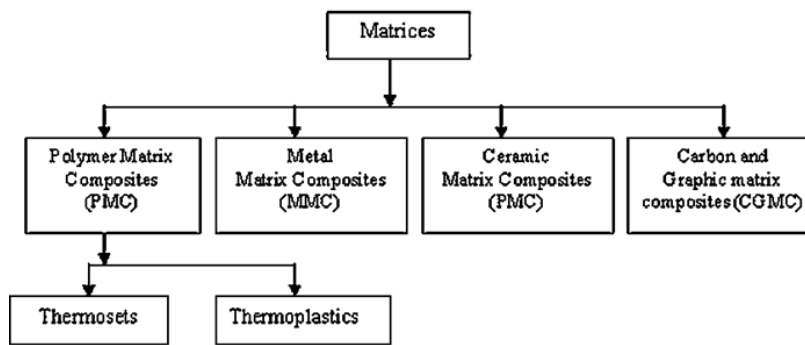 Matrices
Polymer Matrix
Composites
(PMC)
Metal
Matrix Composites
(MMC)
Ceramic
Matrix Composites
(PMC)
Carbon and
Graphic matrix
composites (CGMC)
Thermosets
Thermoplastics